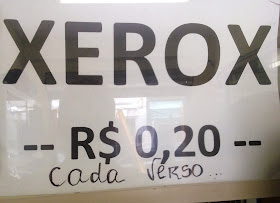 XEROX
-- R$ 0,20 --
cada verso...